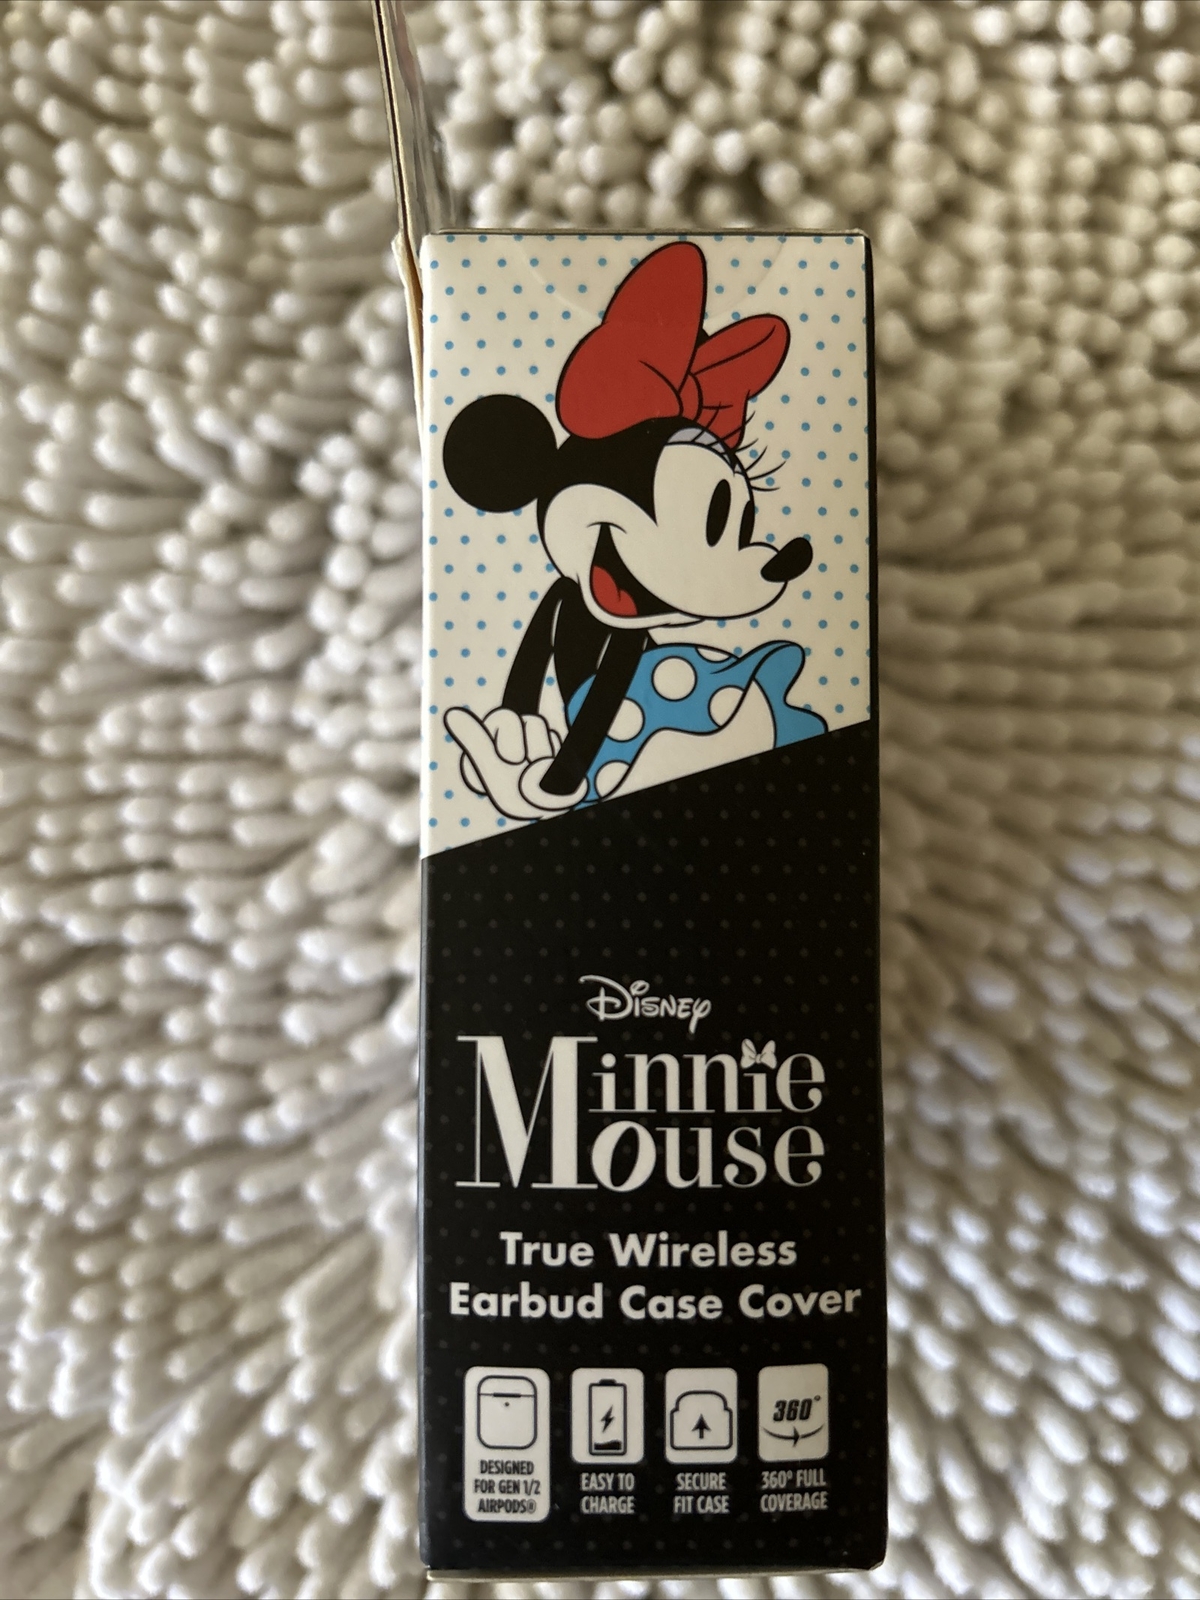 Disney
Minnie
Mouse
True Wireless
Earbud Case Cover
360°
DESIGNED
FOR GEN 1/2
AIRPODS®
EASY TO
CHARGE
SECURE
FIT CASE
360° FULL
COVERAGE